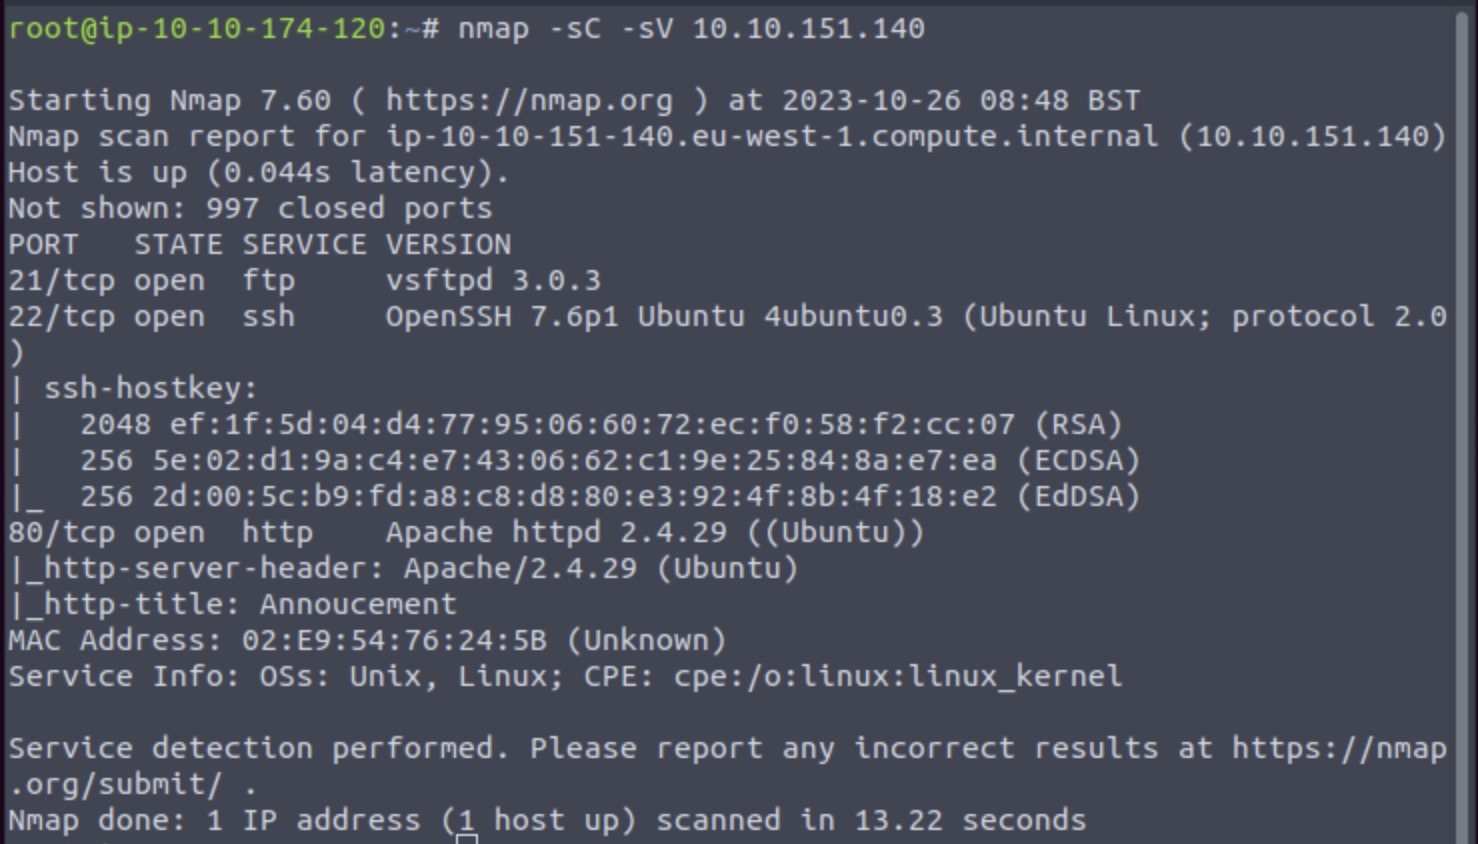 root@ip-10-10-174-120:~# nmap -sC -sV 10.10.151.140
Starting Nmap 7.60 ( https://nmap.org ) at 2023-10-26 08:48 BST
Nmap scan report for ip-10-10-151-140.eu-west-1.compute.internal (10.10.151.140)
Host is up (0.044s latency).
Not shown: 997 closed ports
PORT   STATE SERVICE VERSION
21/tcp open  ftp     vsftpd 3.0.3
22/tcp open  ssh     OpenSSH 7.6p1 Ubuntu 4ubuntu0.3 (Ubuntu Linux; protocol 2.0
)
| ssh-hostkey:
|   2048 ef:1f:5d:04:d4:77:95:06:60:72:ec:f0:58:f2:cc:07 (RSA)
|   256 5e:02:d1:9a:c4:e7:43:06:62:c1:9e:25:84:8a:e7:ea (ECDSA)
|_  256 2d:00:5c:b9:fd:a8:c8:d8:80:e3:92:4f:8b:4f:18:e2 (EdDSA)
80/tcp open  http    Apache httpd 2.4.29 ((Ubuntu))
|_http-server-header: Apache/2.4.29 (Ubuntu)
|_http-title: Annoucement
MAC Address: 02:E9:54:76:24:5B (Unknown)
Service Info: OSs: Unix, Linux; CPE: cpe:/o:linux:linux_kernel
Service detection performed. Please report any incorrect results at https://nmap
.org/submit/ .
Nmap done: 1 IP address (1 host up) scanned in 13.22 seconds